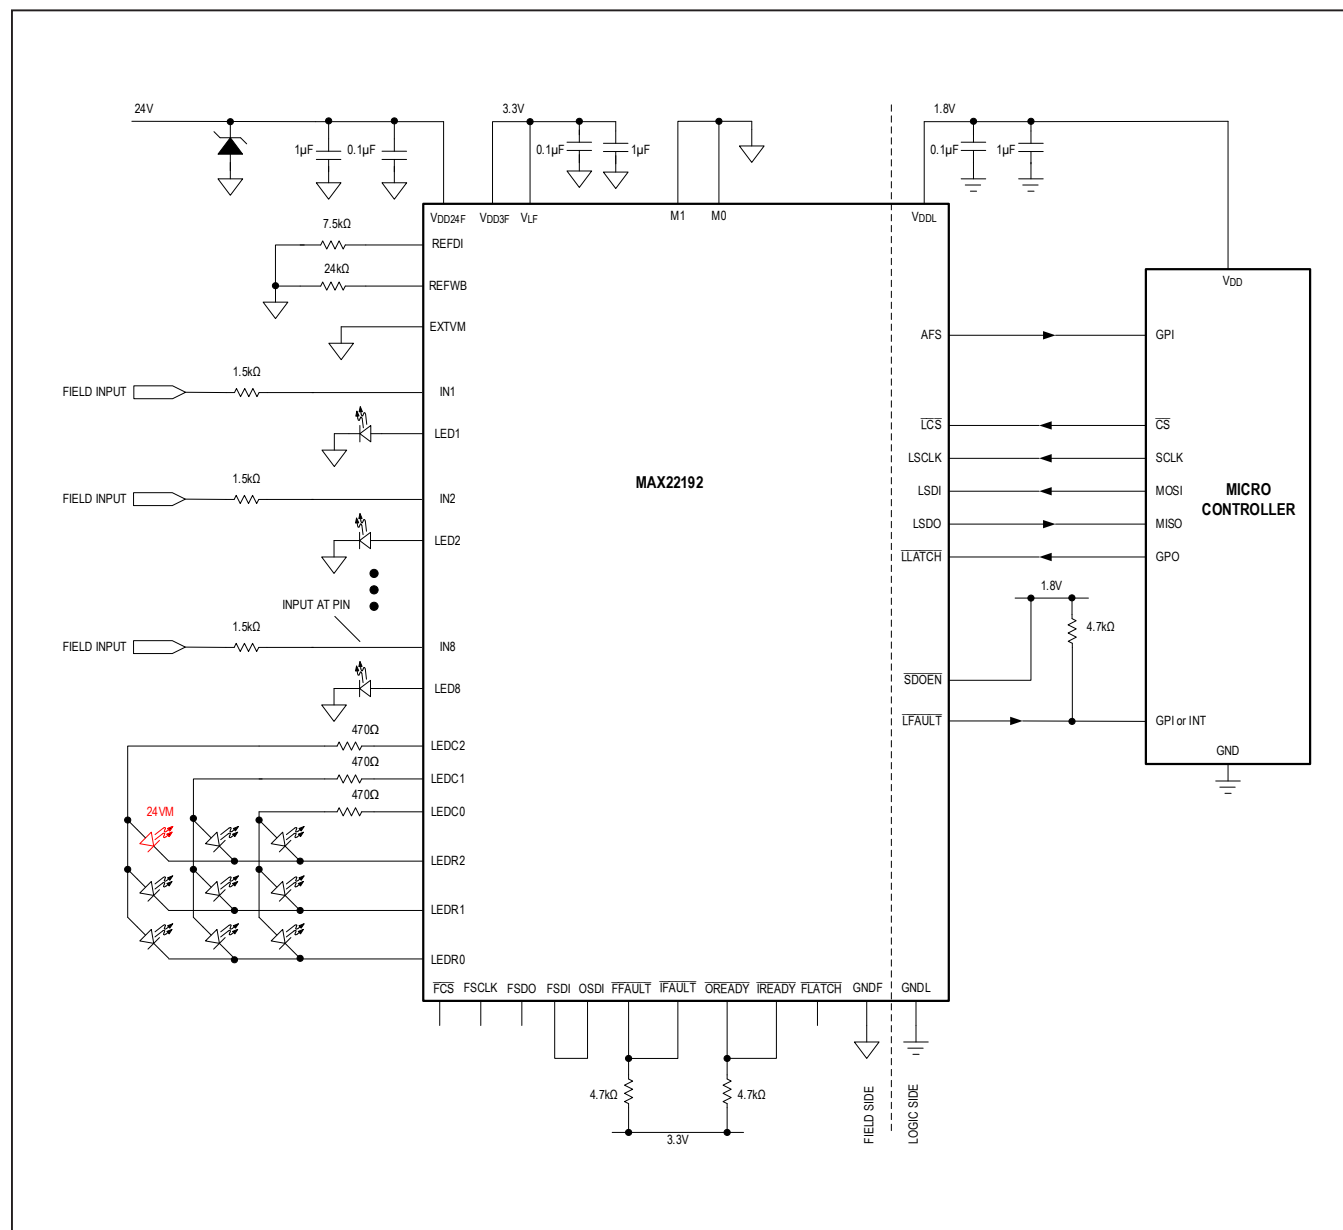 24V
3.3V
1.8V
1µF
0.1µF
0.1µF
1µF
0.1µF
1µF
VDD24F
VDD3F
VLF
M1
M0
VDDL
7.5kΩ
REFDI
24kΩ
REFWB
VDD
EXTVM
AFS
GPI
1.5kΩ
FIELD INPUT
IN1
LED1
LCS
CS
LSCLK
SCLK
1.5kΩ
FIELD INPUT
IN2
MAX22192
LSDI
MOSI
MICRO
CONTROLLER
LSDO
MISO
LED2
LLATCH
GPO
1.8V
INPUT AT PIN
4.7kΩ
1.5kΩ
FIELD INPUT
IN8
LED8
SDOEN
LFAULT
GPI or INT
GND
470Ω
LEDC2
470Ω
LEDC1
470Ω
LEDC0
24VM
LEDR2
LEDR1
LEDR0
FCS
FSCLK
FSDO
FSDI
OSDI
FFAULT
IFAULT
OREADY
IREADY
FLATCH
GNDF
GNDL
4.7kΩ
4.7kΩ
3.3V
FIELD SIDE
LOGIC SIDE